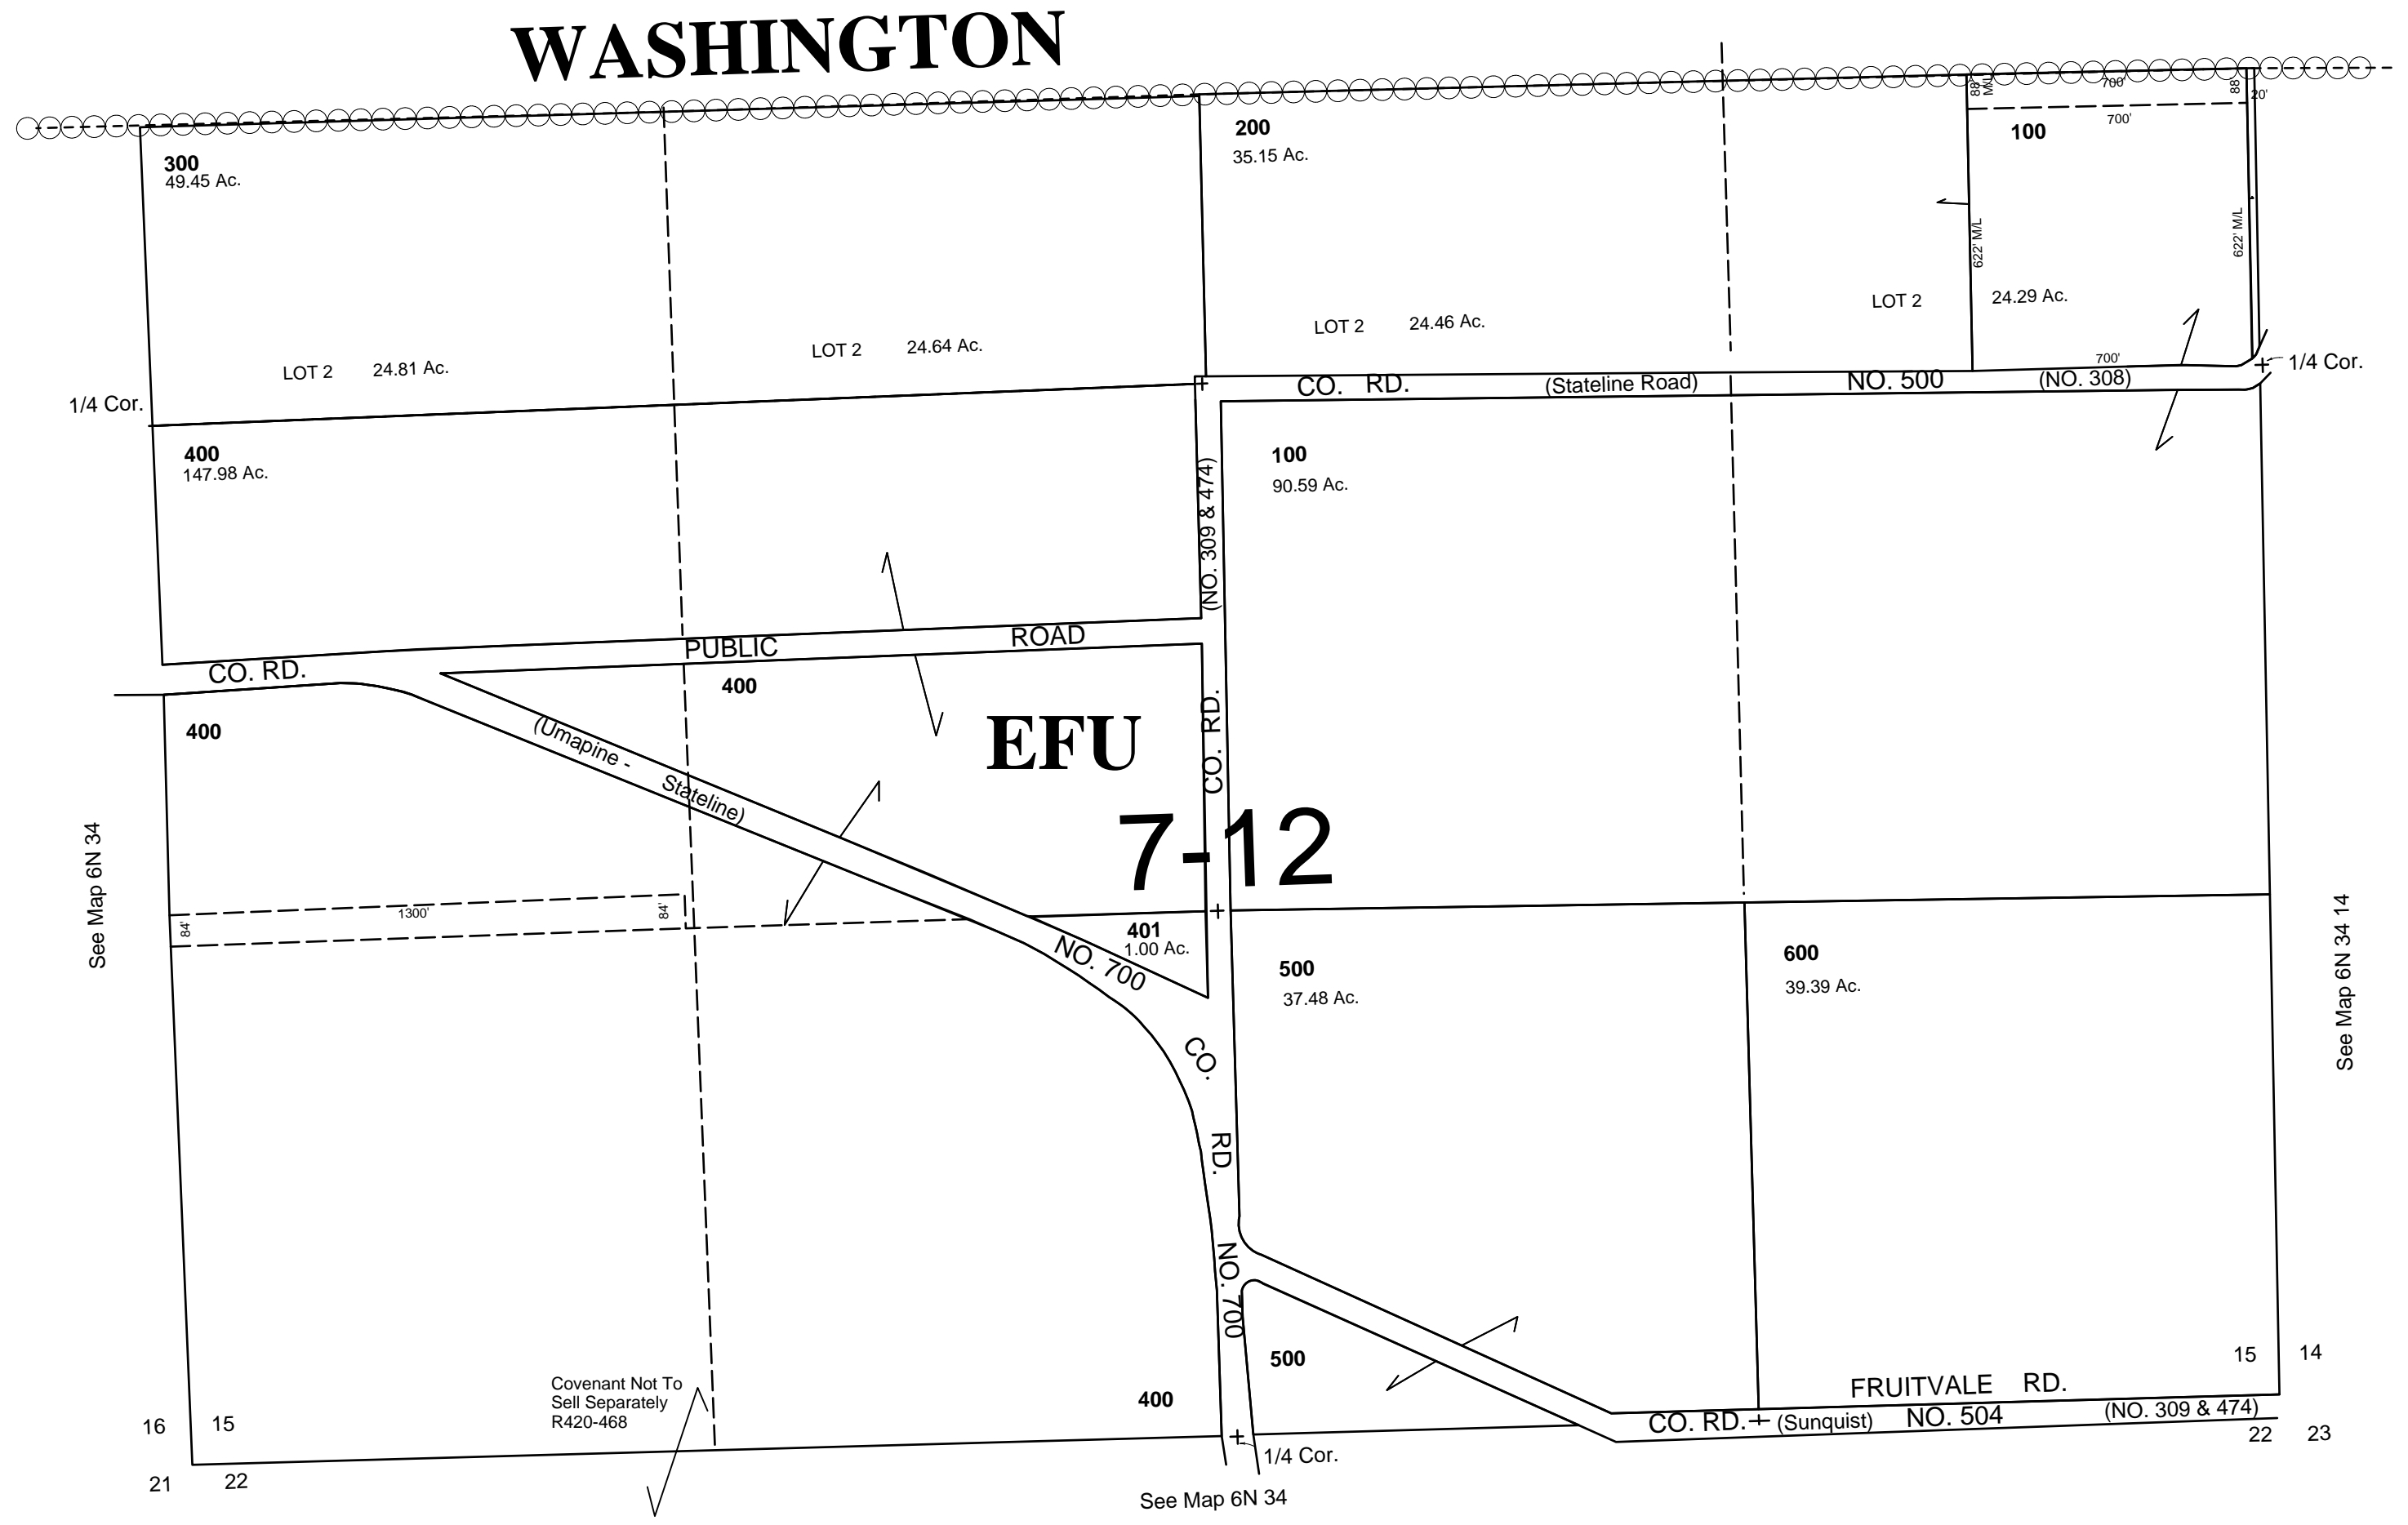 WASHINGTON
300
49.45 Ac.
200
35.15 Ac.
88'
M/L
700'
88'
20'
700'
100
622' M/L
622' M/L
LOT 2
24.81 Ac.
LOT 2
24.64 Ac.
LOT 2
24.46 Ac.
LOT 2
24.29 Ac.
700'
1/4 Cor.
1/4 Cor.
CO. RD.
(Stateline Road)
NO. 500
(NO. 308)
400
147.98 Ac.
100
90.59 Ac.
(NO. 309 & 474)
CO. RD.
PUBLIC
ROAD
400
400
(Umapine -
Stateline)
EFU
CO. RD.
7-12
See Map 6N 34
1300'
84'
84'
401
1.00 Ac.
NO. 700
500
37.48 Ac.
600
39.39 Ac.
See Map 6N 34 14
CO.
RD.
NO. 700
500
Covenant Not To
Sell Separately
R420-468
400
FRUITVALE RD.
15
14
CO. RD.
(Sunquist)
NO. 504
(NO. 309 & 474)
16
15
21
22
22
23
1/4 Cor.
See Map 6N 34